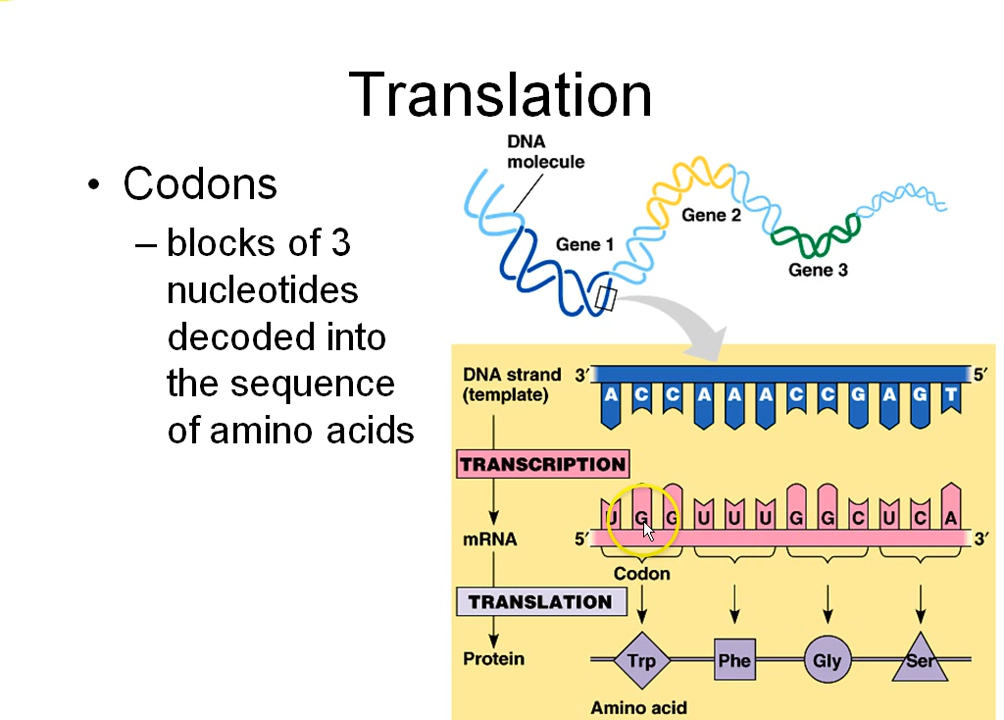 Translation
• Codons
– blocks of 3
nucleotides
decoded into
the sequence
of amino acids
DNA
molecule
Gene 1
Gene 2
Gene 3
DNA strand
(template)
3′ A C C A A A C C G A G T 5′
TRANSCRIPTION
U G G U U U G G C U C A
mRNA 5′ 3′
Codon
TRANSLATION
Protein
Trp Phe Gly Ser
Amino acid